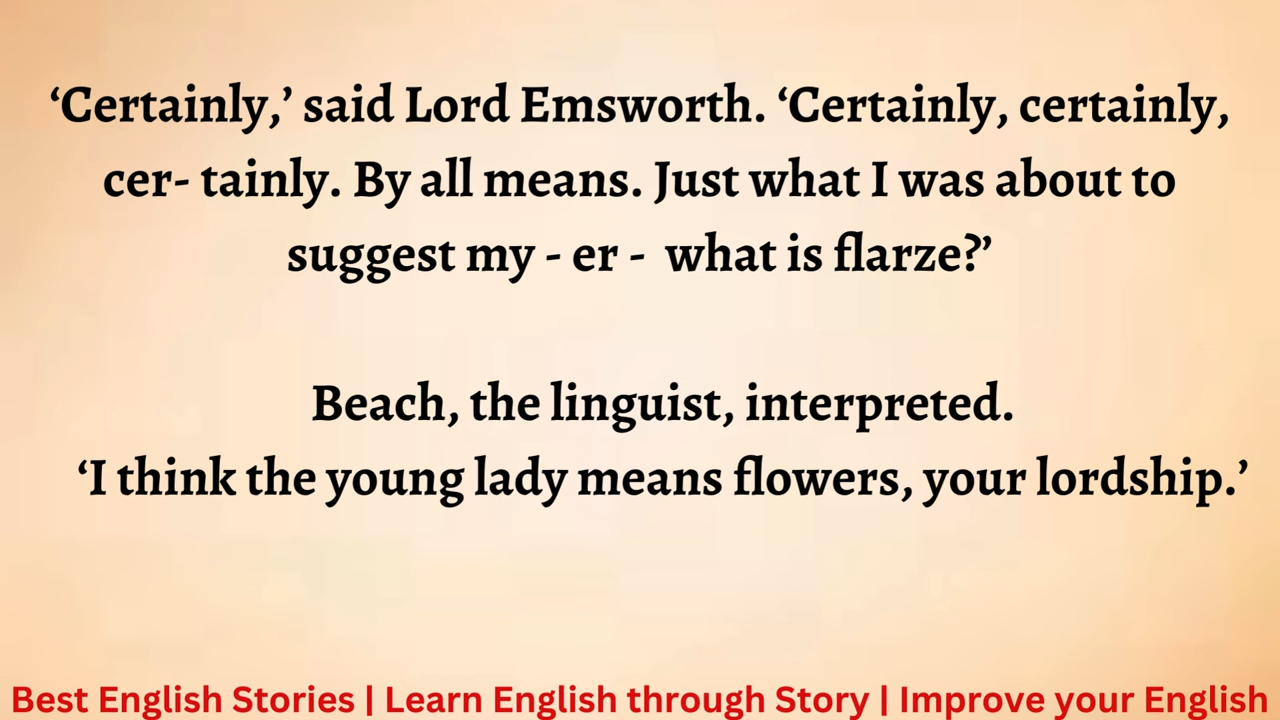 ‘Certainly,’ said Lord Emsworth. ‘Certainly, certainly,
cer- tainly. By all means. Just what I was about to
suggest my - er -  what is flarze?’
Beach, the linguist, interpreted.
‘I think the young lady means flowers, your lordship.’
Best English Stories | Learn English through Story | Improve your English